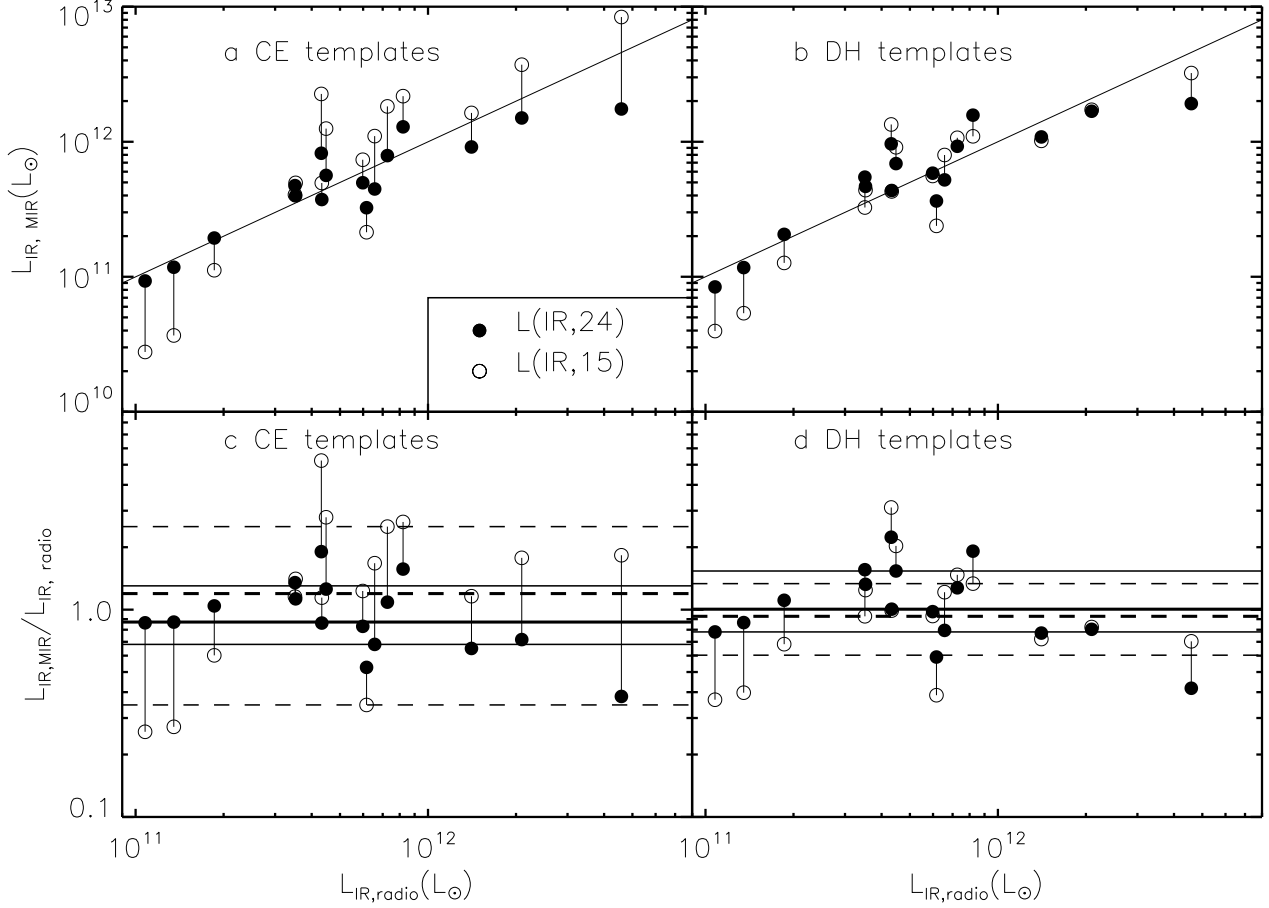 10^13
10^12
10^11
10^10
L_IR, MIR(L_⊙)
a CE templates
b DH templates
L(IR,24)
L(IR,15)
c CE templates
d DH templates
1.0
0.1
L_IR,MIR/L_IR, radio
10^11
10^12
10^11
10^12
L_IR,radio(L_⊙)
L_IR,radio(L_⊙)